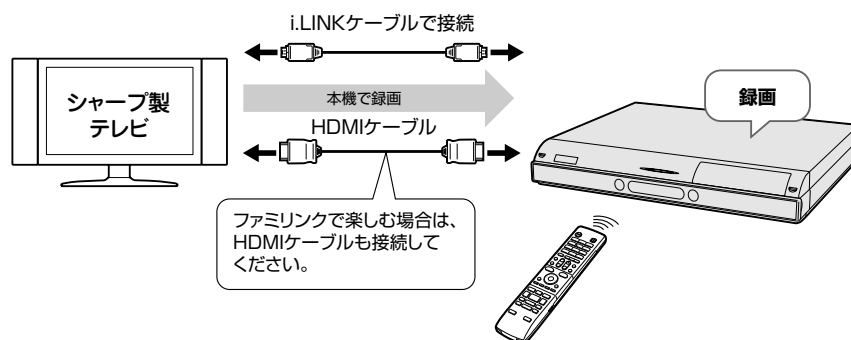 i.LINKケーブルで接続
シャープ製
テレビ
本機で録画
録画
HDMIケーブル
ファミリンクで楽しむ場合は、
HDMIケーブルも接続して
ください。